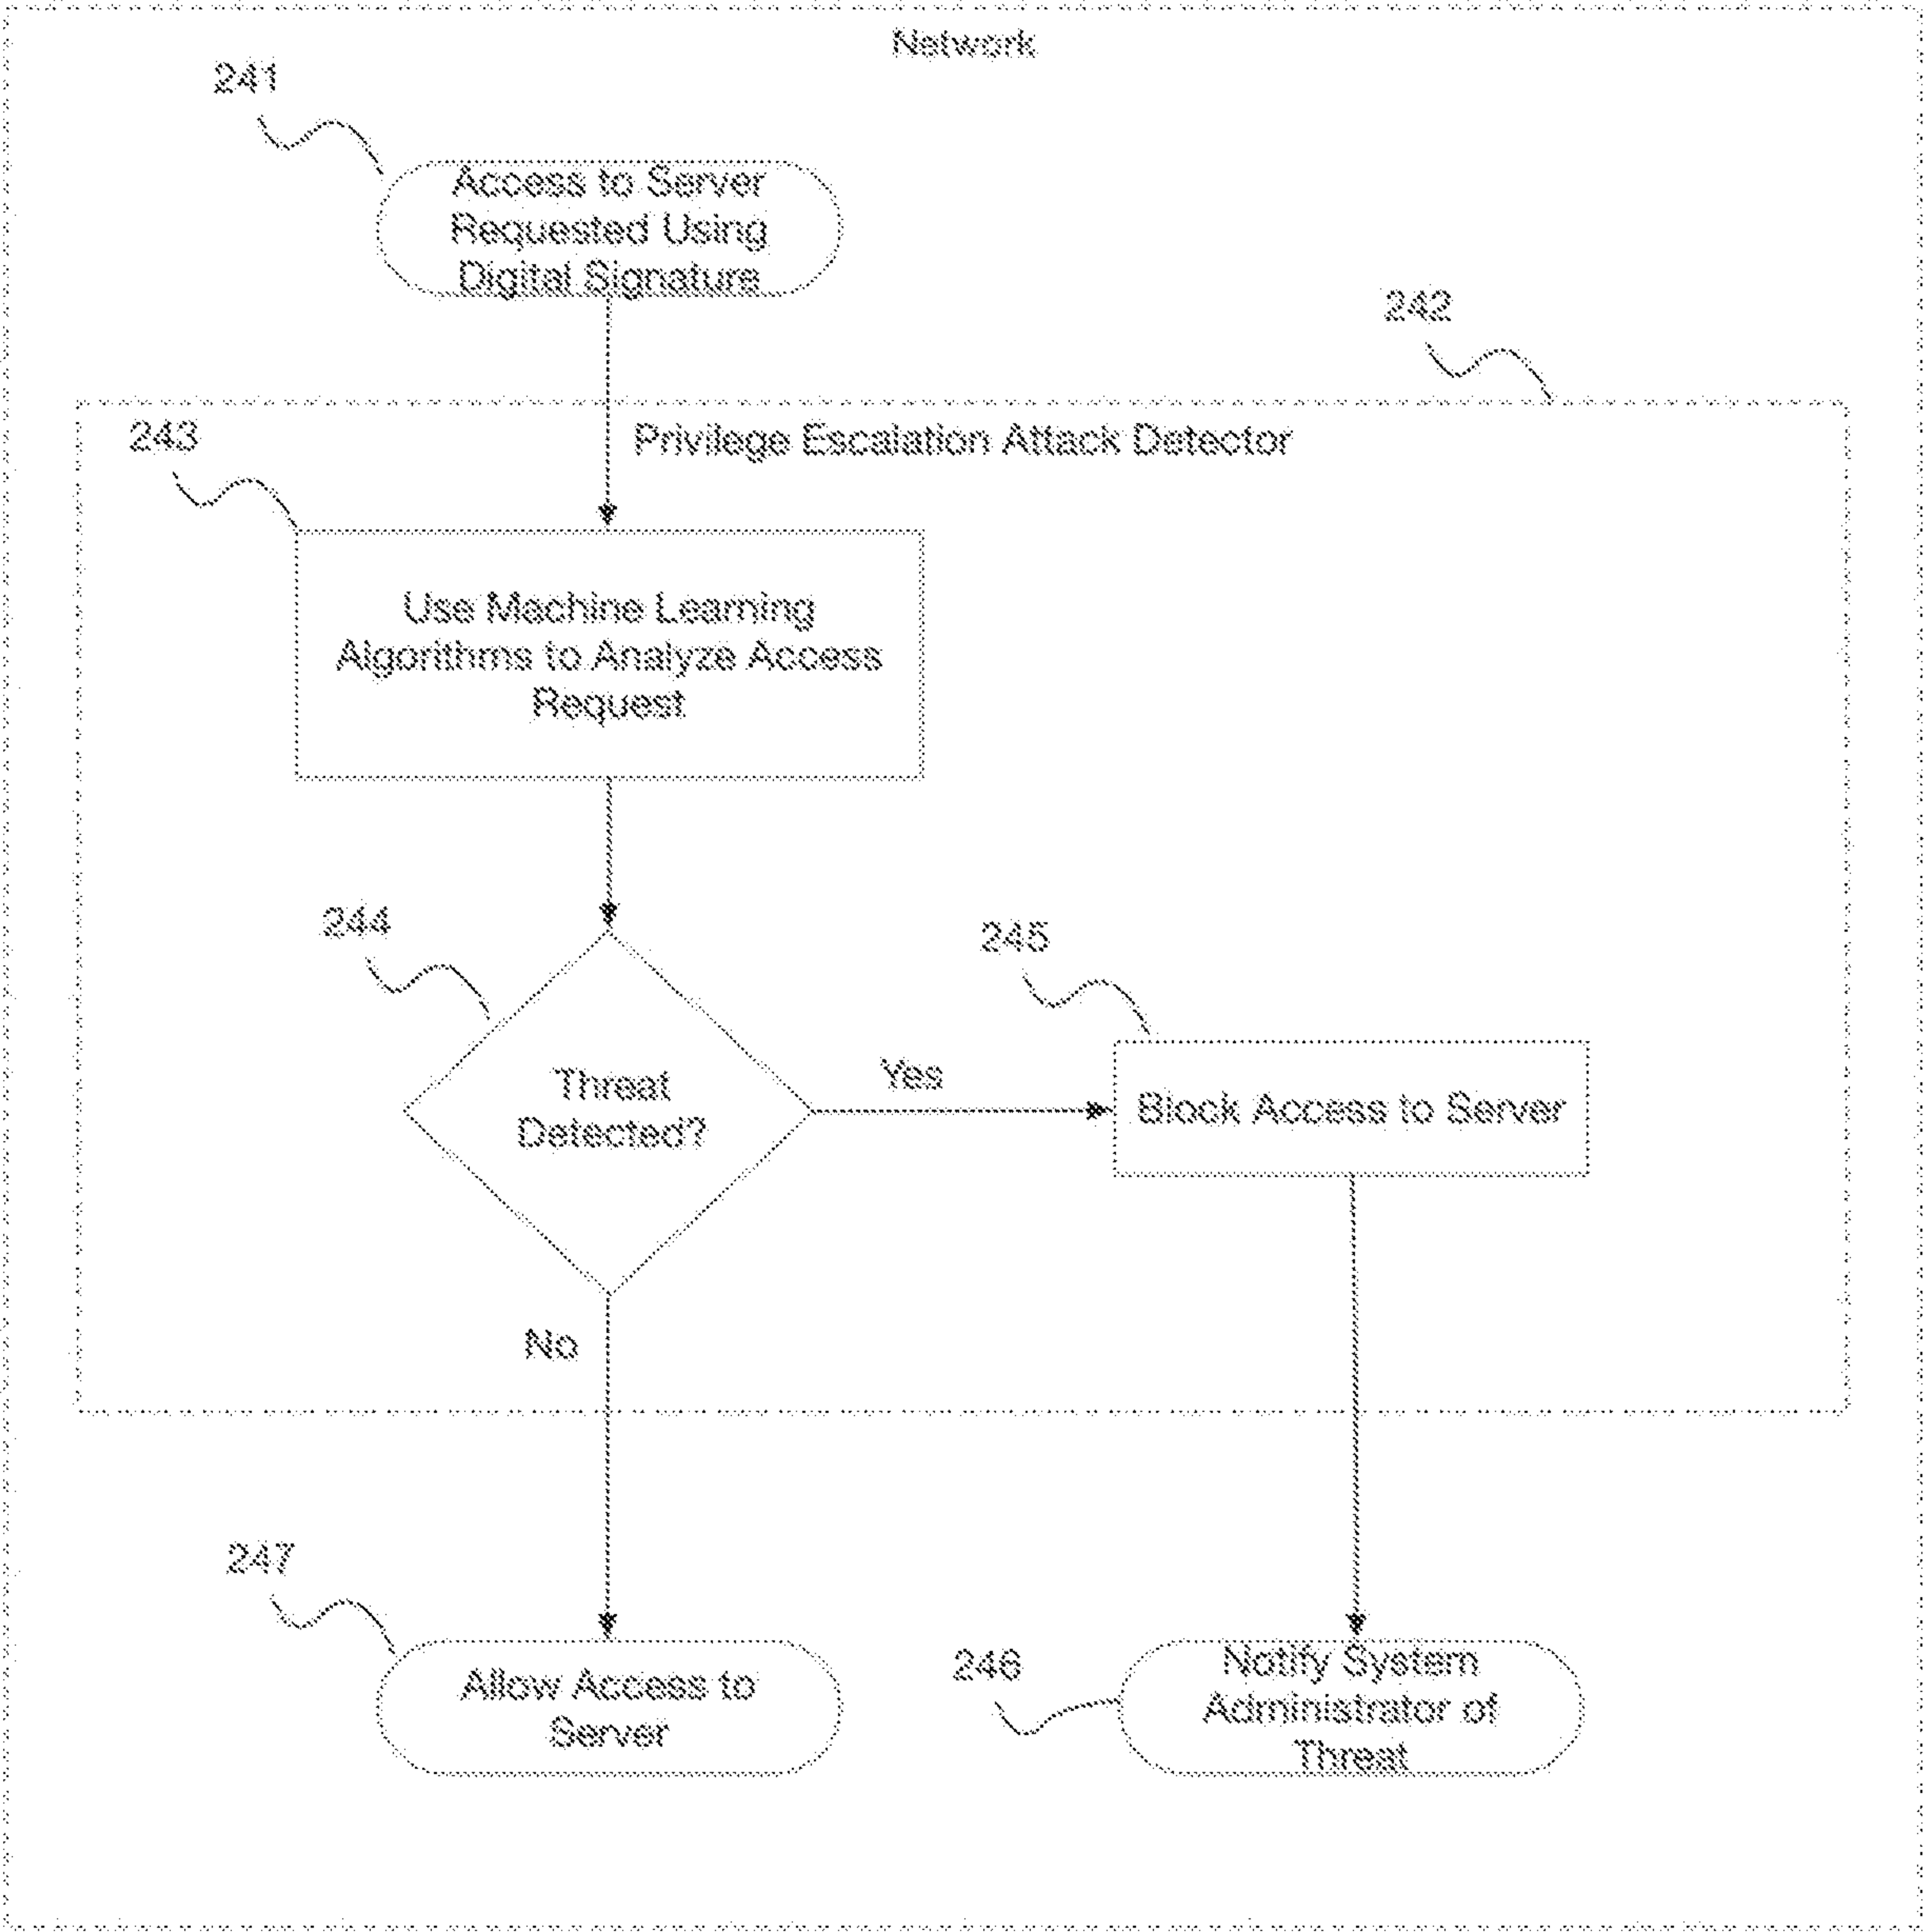 Network
241
Access to Server
Requested Using
Digital Signature
242
243
Privilege Escalation Attack Detector
Use Machine Learning
Algorithms to Analyze Access
Request
244
245
Threat
Detected?
Yes
Block Access to Server
No
247
Allow Access to
Server
246
Notify System
Administrator of
Threat